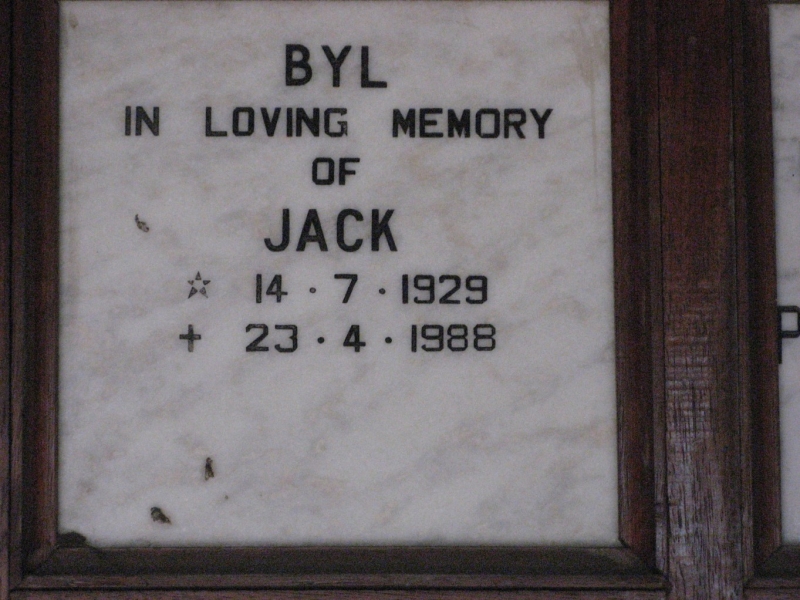 BYL
IN LOVING MEMORY
OF
JACK
☆ 14 · 7 · 1929
✝ 23 · 4 · 1988
P